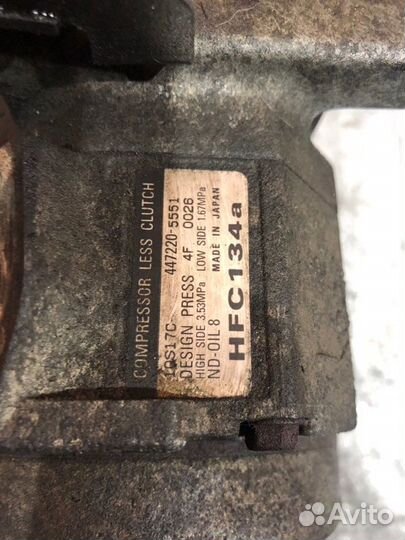 COMPRESSOR LESS CLUTCH
10S17C 447220-5551
DESIGN PRESS 4F 0026
HIGH SIDE 3.53MPa LOW SIDE 1.67MPa
ND-OIL 8 MADE IN JAPAN
HFC134a
Avito